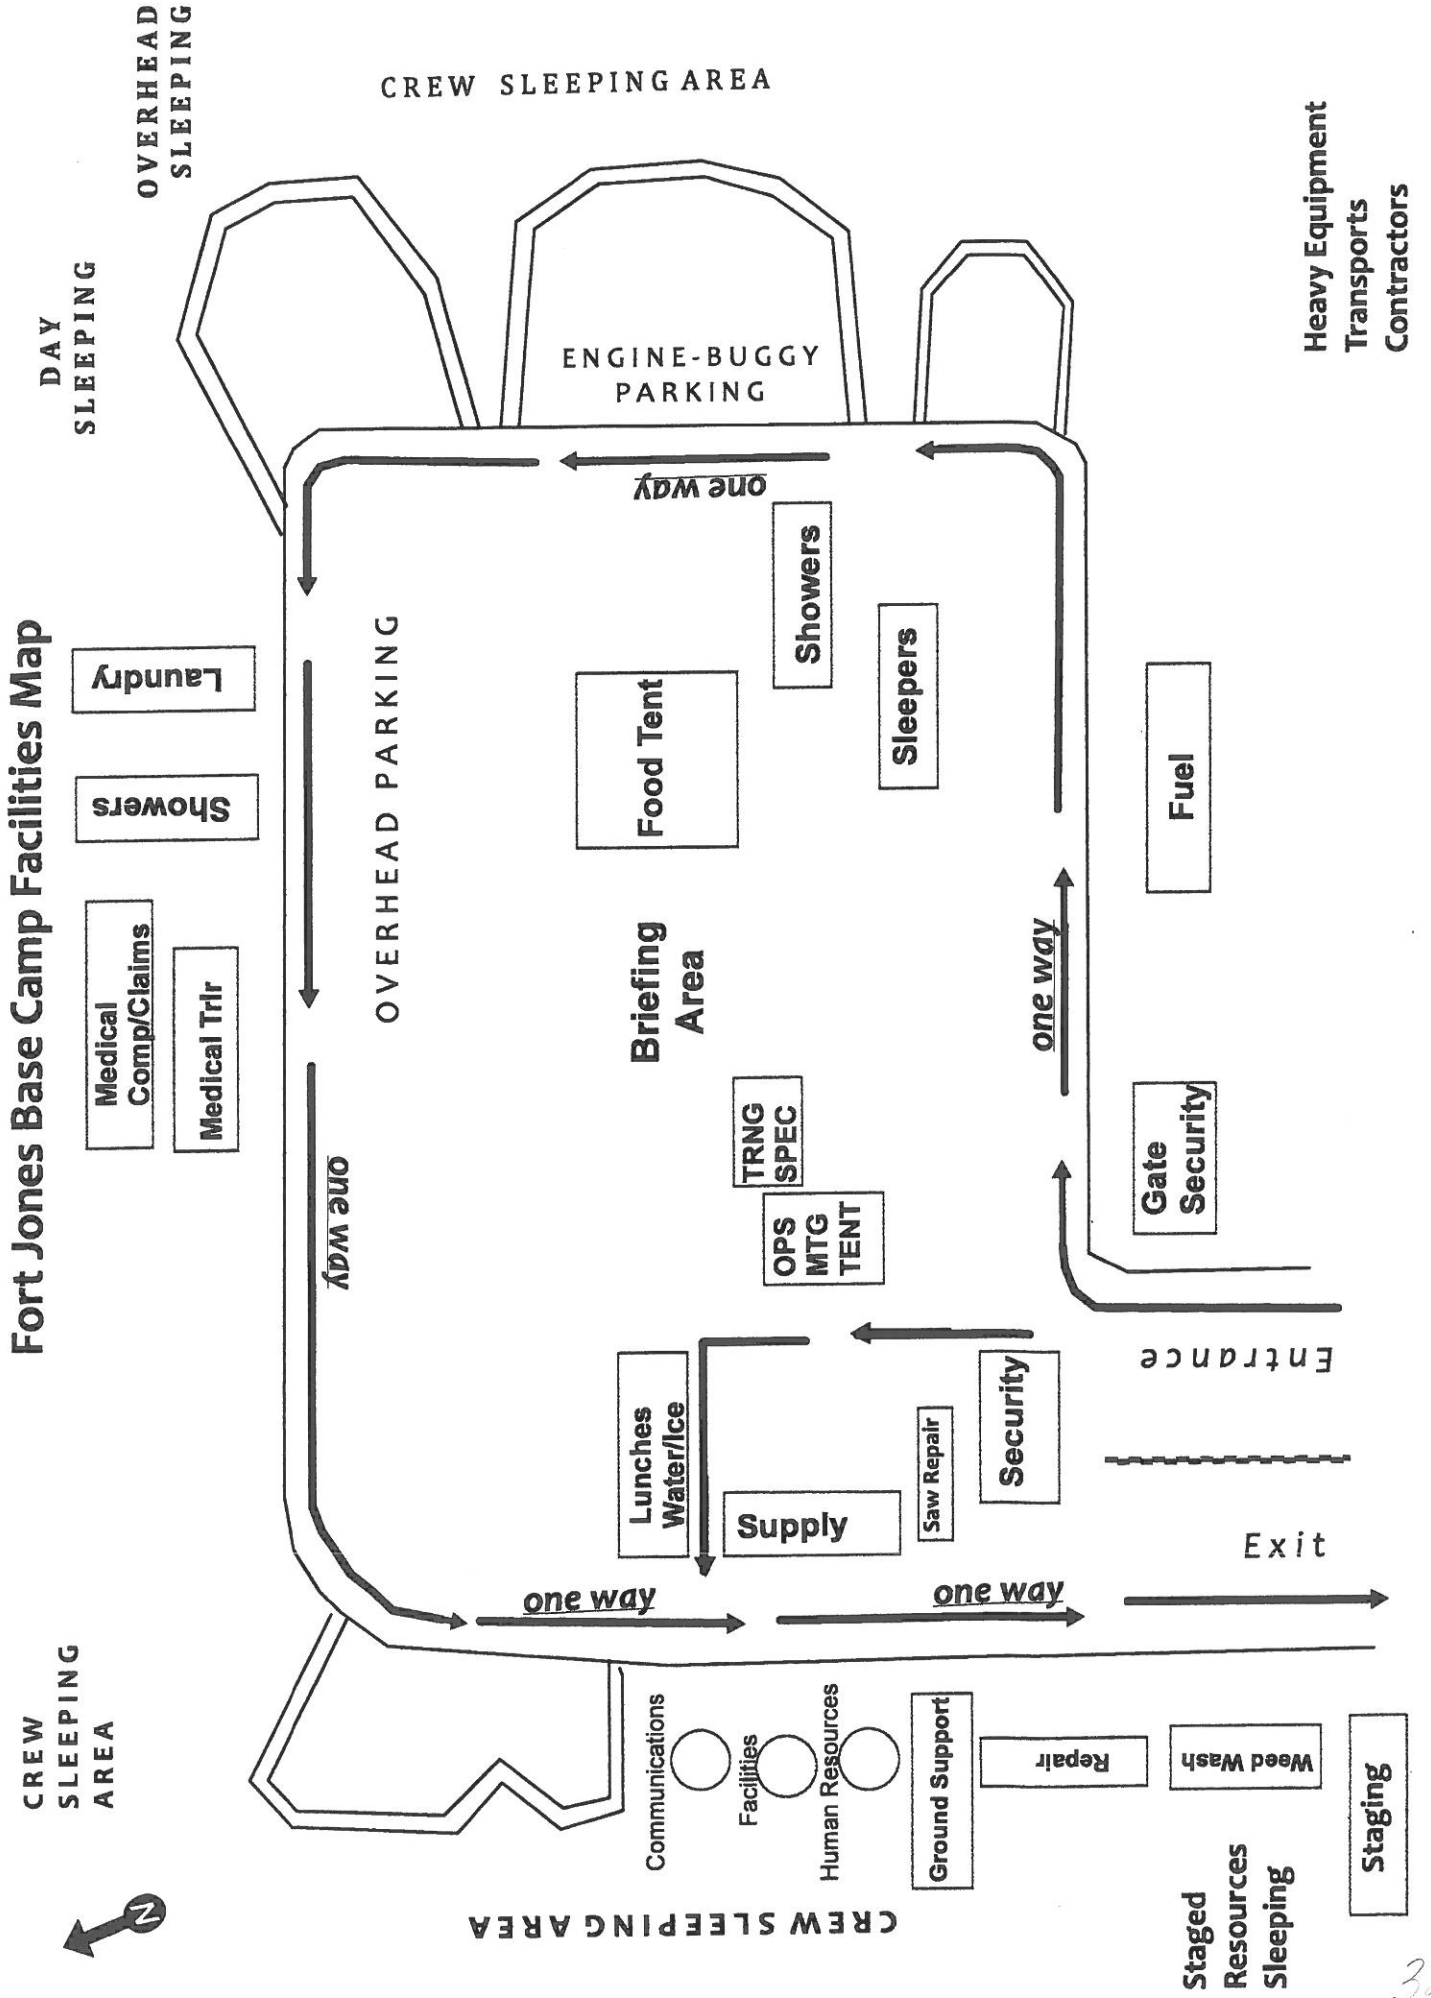 Fort Jones Base Camp Facilities Map
N
CREW
SLEEPING
AREA
Medical
Comp/Claims
Medical Trlr
Showers
Laundry
DAY
SLEEPING
OVERHEAD
SLEEPING
one way
OVERHEAD PARKING
CREW SLEEPING AREA
Communications
Facilities
Human Resources
Ground Support
Repair
Weed Wash
Staging
Staged
Resources
Sleeping
one way
one way
Lunches
Water/Ice
Supply
Saw Repair
Security
OPS
MTG
TENT
TRNG
SPEC
Briefing
Area
Food Tent
Showers
Sleepers
one way
ENGINE-BUGGY
PARKING
CREW SLEEPING AREA
one way
Exit
Entrance
Gate
Security
Fuel
Heavy Equipment
Transports
Contractors